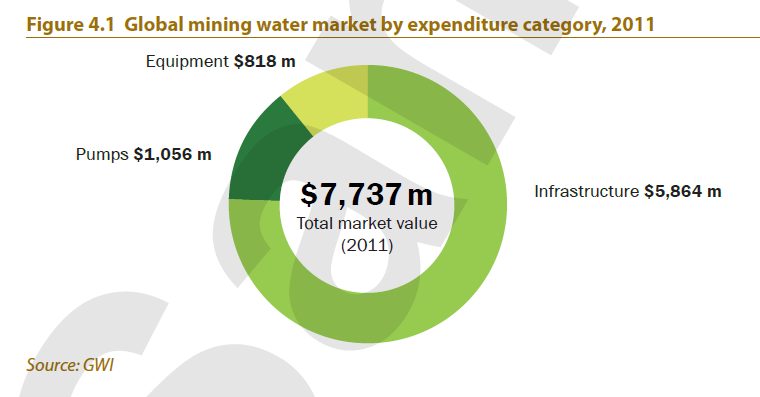 Figure 4.1 Global mining water market by expenditure category, 2011
Equipment $818 m
Pumps $1,056 m
$7,737 m
Total market value
(2011)
Infrastructure $5,864 m
Source: GWI